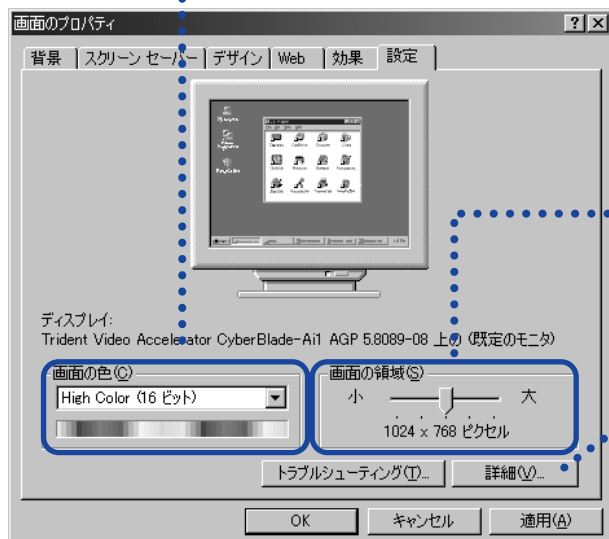 画面のプロパティ
背景 スクリーン セーバー デザイン Web 効果 設定
ディスプレイ:
Trident Video Accelerator CyberBlade-Ai1 AGP 5.8089-08 上の (既定のモニタ)
画面の色(C)
High Color (16 ビット)
画面の領域(S)
小 大
1024 x 768 ピクセル
トラブルシューティング(T)... 詳細(V)...
OK キャンセル 適用(A)